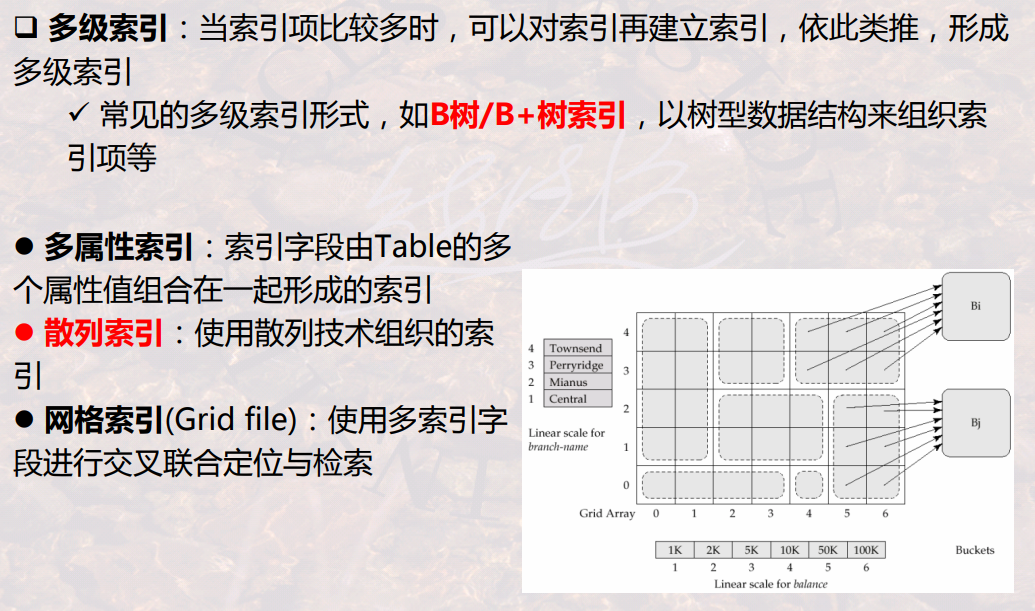 ❑ 多级索引：当索引项比较多时，可以对索引再建立索引，依此类推，形成
多级索引
✓ 常见的多级索引形式，如B树/B+树索引，以树型数据结构来组织索
引项等
● 多属性索引：索引字段由Table的多
个属性值组合在一起形成的索引
● 散列索引：使用散列技术组织的索
引
● 网格索引(Grid file)：使用多索引字
段进行交叉联合定位与检索
4 Townsend
3 Perryridge
2 Mianus
1 Central
Linear scale for
branch-name
4
3
2
1
0
Grid Array 0 1 2 3 4 5 6
Bi
Bj
1K 2K 5K 10K 50K 100K
1 2 3 4 5 6
Linear scale for balance
Buckets